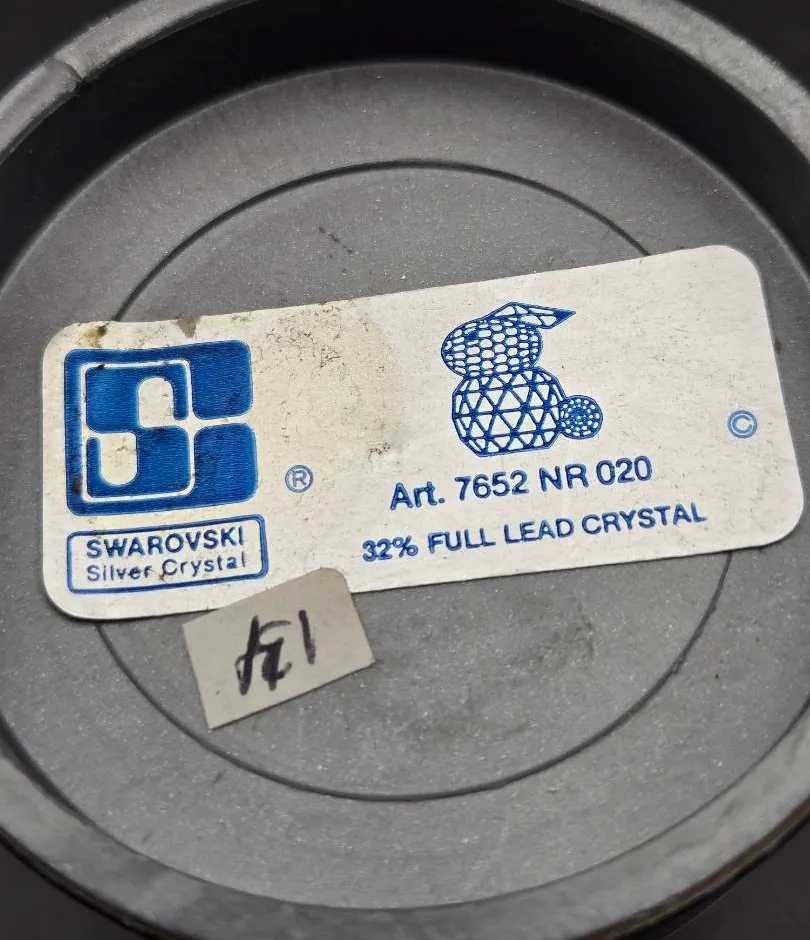 ®
©
Art. 7652 NR 020
32% FULL LEAD CRYSTAL
SWAROVSKI
Silver Crystal